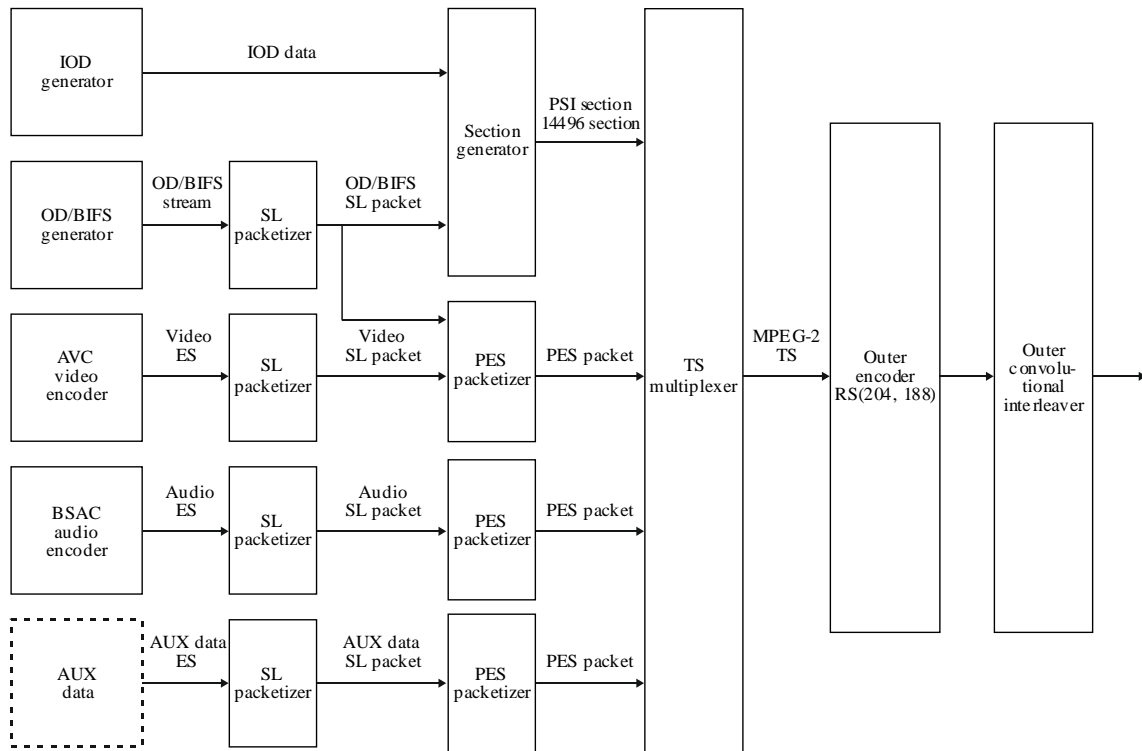 IOD
generator
IOD data
Section
generator
PSI section
14496 section
OD/BIFS
generator
OD/BIFS
stream
SL
packetizer
OD/BIFS
SL packet
AVC
video
encoder
Video
ES
SL
packetizer
Video
SL packet
PES
packetizer
PES packet
TS
multiplexer
MPEG-2
TS
Outer
encoder
RS(204, 188)
Outer
convolu-
tional
interleaver
BSAC
audio
encoder
Audio
ES
SL
packetizer
Audio
SL packet
PES
packetizer
PES packet
AUX
data
AUX data
ES
SL
packetizer
AUX data
SL packet
PES
packetizer
PES packet